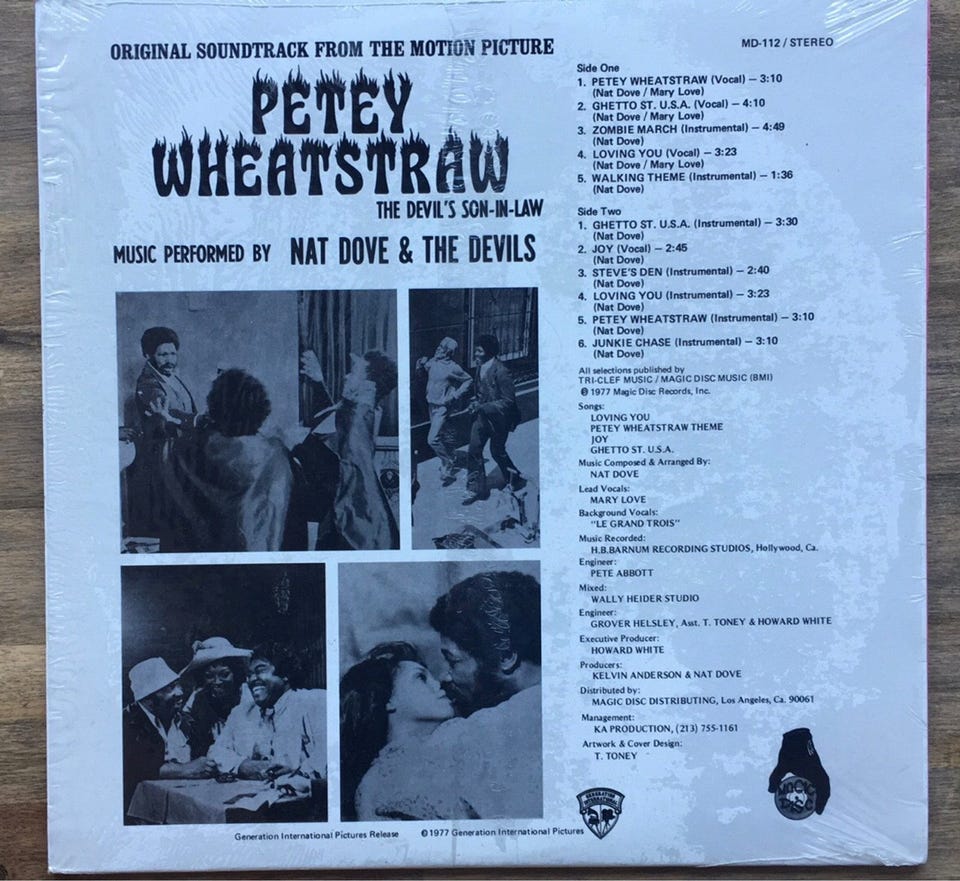 ORIGINAL SOUNDTRACK FROM THE MOTION PICTURE
PETEY
WHEATSTRAW
THE DEVIL'S SON-IN-LAW
MUSIC PERFORMED BY NAT DOVE & THE DEVILS
MD-112 / STEREO
Side One
1. PETEY WHEATSTRAW (Vocal) — 3:10
(Nat Dove / Mary Love)
2. GHETTO ST. U.S.A. (Vocal) — 4:10
(Nat Dove / Mary Love)
3. ZOMBIE MARCH (Instrumental) — 4:49
(Nat Dove)
4. LOVING YOU (Vocal) — 3:23
(Nat Dove / Mary Love)
5. WALKING THEME (Instrumental) — 1:36
(Nat Dove)
Side Two
1. GHETTO ST. U.S.A. (Instrumental) — 3:30
(Nat Dove)
2. JOY (Vocal) — 2:45
(Nat Dove)
3. STEVE'S DEN (Instrumental) — 2:40
(Nat Dove)
4. LOVING YOU (Instrumental) — 3:23
(Nat Dove)
5. PETEY WHEATSTRAW (Instrumental) — 3:10
(Nat Dove)
6. JUNKIE CHASE (Instrumental) — 3:10
(Nat Dove)
All selections published by
TRI-CLEF MUSIC / MAGIC DISC MUSIC (BMI)
℗ 1977 Magic Disc Records, Inc.
Songs:
LOVING YOU
PETEY WHEATSTRAW THEME
JOY
GHETTO ST. U.S.A.
Music Composed & Arranged By:
NAT DOVE
Lead Vocals:
MARY LOVE
Background Vocals:
"LE GRAND TROIS"
Music Recorded:
H.B.BARNUM RECORDING STUDIOS, Hollywood, Ca.
Engineer:
PETE ABBOTT
Mixed:
WALLY HEIDER STUDIO
Engineer:
GROVER HELSLEY, Asst. T. TONEY & HOWARD WHITE
Executive Producer:
HOWARD WHITE
Producers:
KELVIN ANDERSON & NAT DOVE
Distributed by:
MAGIC DISC DISTRIBUTING, Los Angeles, Ca. 90061
Management:
KA PRODUCTION, (213) 755-1161
Artwork & Cover Design:
T. TONEY
MAGIC
DISC
GENERATION
INTERNATIONAL
Generation International Pictures Release ©1977 Generation International Pictures